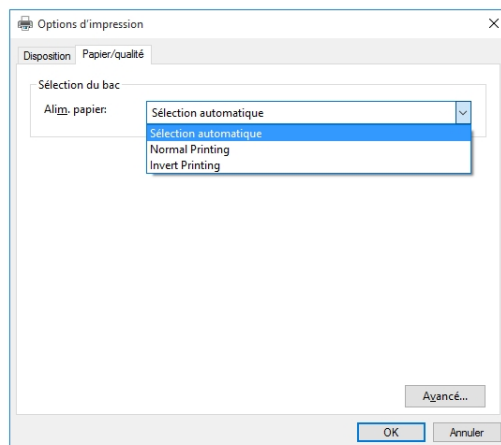 Options d'impression
Disposition Papier/qualité
Sélection du bac
Alim. papier: Sélection automatique
Sélection automatique
Normal Printing
Invert Printing
Avancé...
OK Annuler